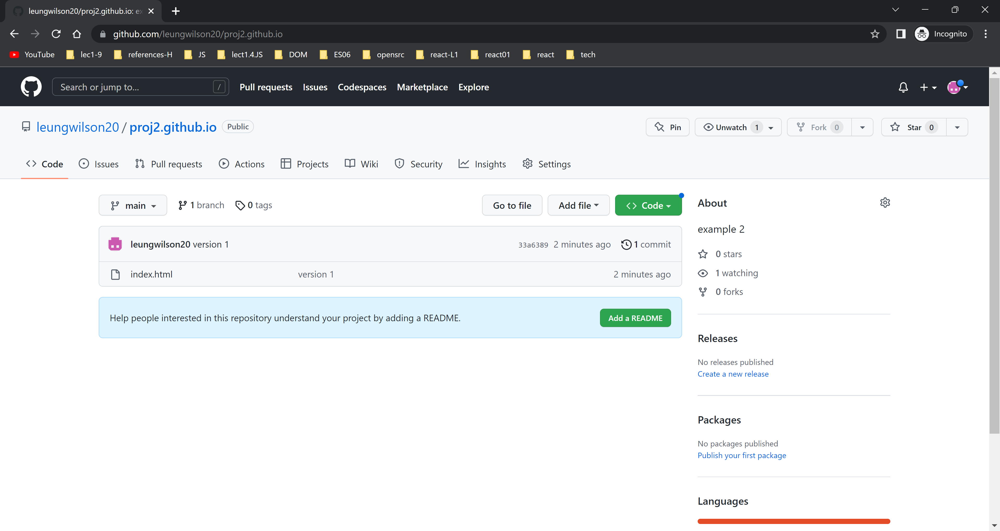 leungwilson20/proj2.github.io: ex
github.com/leungwilson20/proj2.github.io
Incognito
YouTube lec1-9 references-H JS lect1.4.JS DOM ES06 opensrc react-L1 react01 react tech
Search or jump to... / Pull requests Issues Codespaces Marketplace Explore
leungwilson20 / proj2.github.io Public
Pin Unwatch 1 Fork 0 Star 0
Code Issues Pull requests Actions Projects Wiki Security Insights Settings
main 1 branch 0 tags Go to file Add file Code
leungwilson20 version 1 33a6389 2 minutes ago 1 commit
index.html version 1 2 minutes ago
Help people interested in this repository understand your project by adding a README. Add a README
About
example 2
0 stars
1 watching
0 forks
Releases
No releases published
Create a new release
Packages
No packages published
Publish your first package
Languages